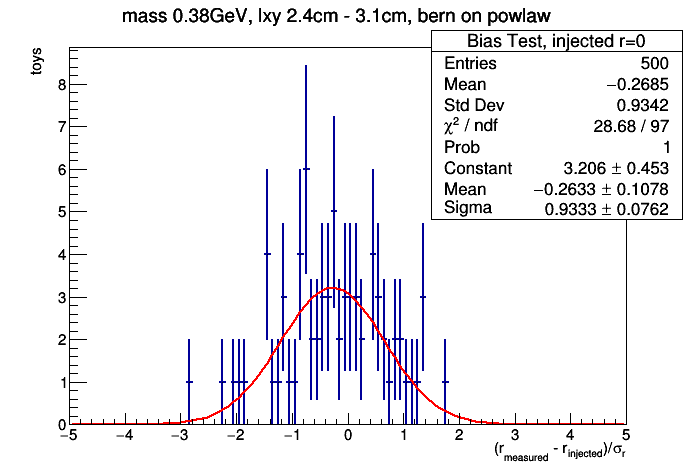 mass 0.38GeV, lxy 2.4cm - 3.1cm, bern on powlaw
Bias Test, injected r=0
Entries 500
Mean −0.2685
Std Dev 0.9342
χ² / ndf 28.68 / 97
Prob 1
Constant 3.206 ± 0.453
Mean −0.2633 ± 0.1078
Sigma 0.9333 ± 0.0762
toys
8
7
6
5
4
3
2
1
0
−5 −4 −3 −2 −1 0 1 2 3 4 5
(r_measured - r_injected)/σ_r